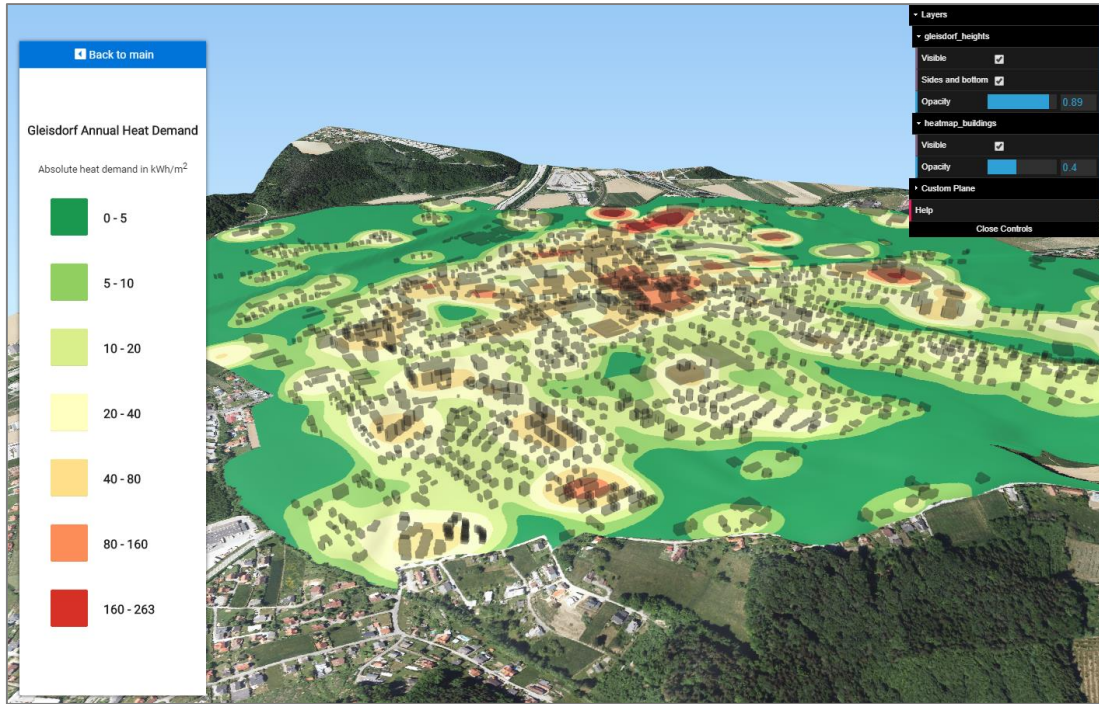 Back to main
Gleisdorf Annual Heat Demand
Absolute heat demand in kWh/m²
0 - 5
5 - 10
10 - 20
20 - 40
40 - 80
80 - 160
160 - 263
Layers
gleisdorf_heights
Visible
Sides and bottom
Opacity 0.89
heatmap_buildings
Visible
Opacity 0.4
Custom Plane
Help
Close Controls